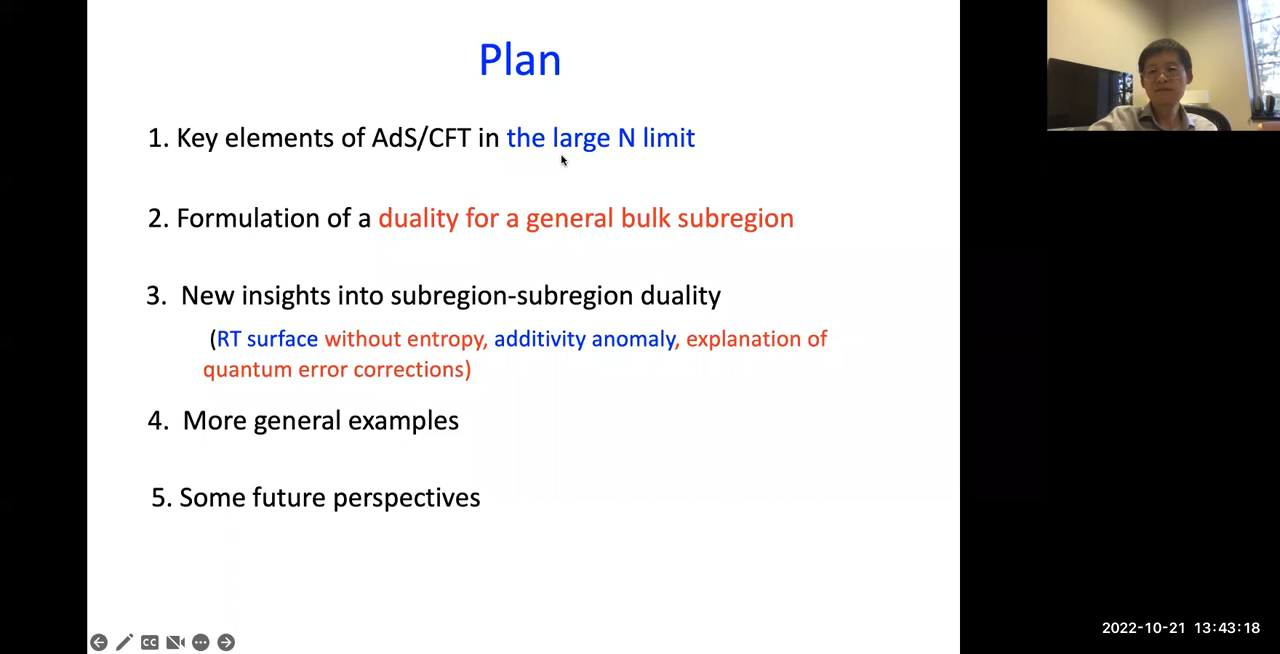 Plan
1. Key elements of AdS/CFT in the large N limit
2. Formulation of a duality for a general bulk subregion
3. New insights into subregion-subregion duality
(RT surface without entropy, additivity anomaly, explanation of
quantum error corrections)
4. More general examples
5. Some future perspectives
CC
2022-10-21 13:43:18